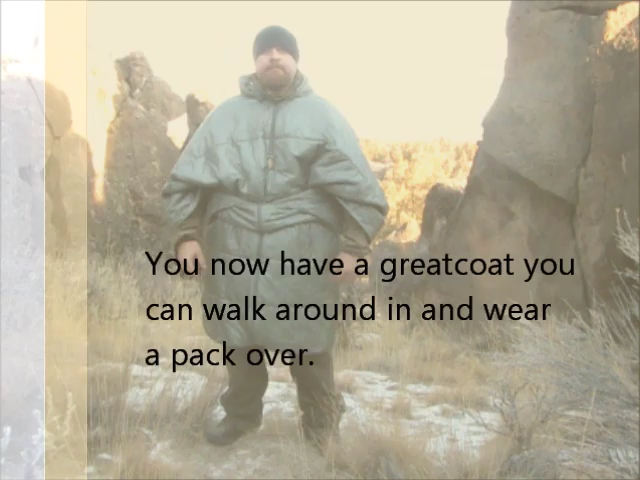 You now have a greatcoat you
can walk around in and wear
a pack over.